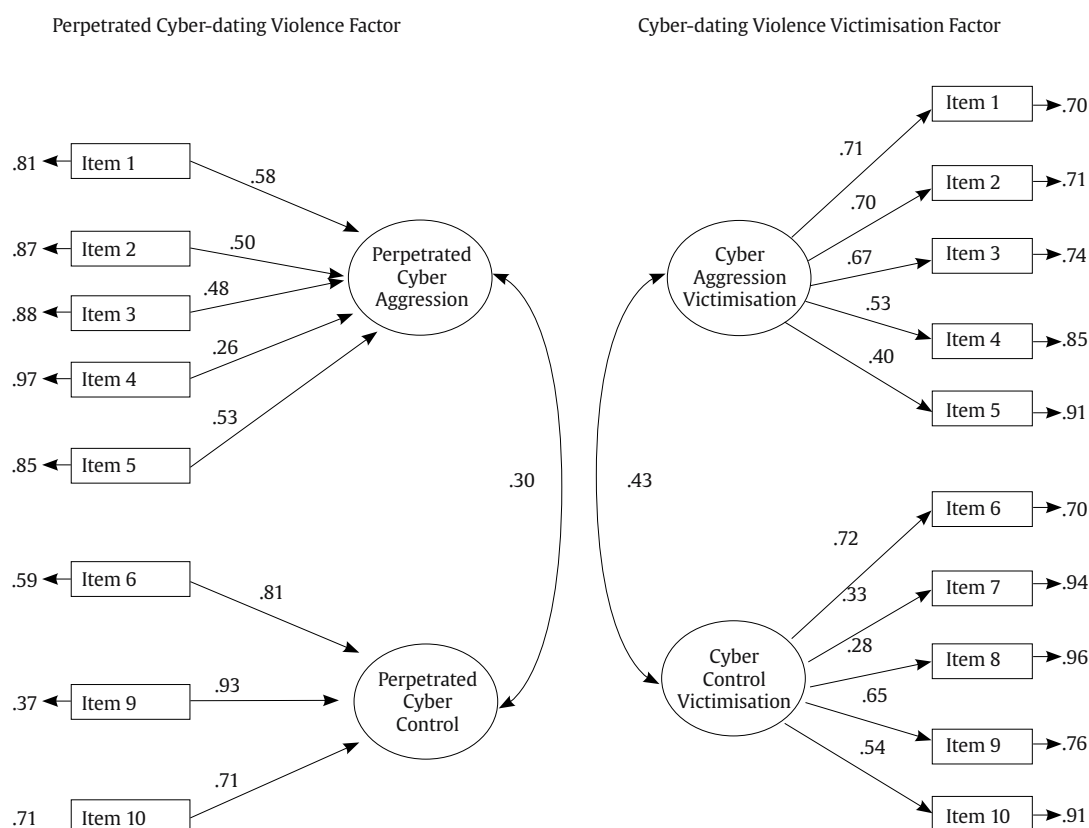 Perpetrated Cyber-dating Violence Factor
.81
Item 1
.58
.87
Item 2
.50
.88
Item 3
.48
.97
Item 4
.26
.85
Item 5
.53
Perpetrated
Cyber
Aggression
.30
.59
Item 6
.81
.37
Item 9
.93
.71
Item 10
.71
Perpetrated
Cyber
Control
Cyber-dating Violence Victimisation Factor
Cyber
Aggression
Victimisation
.71
Item 1
.70
.70
Item 2
.71
.67
Item 3
.74
.53
Item 4
.85
.40
Item 5
.91
.43
Cyber
Control
Victimisation
.72
Item 6
.70
.33
Item 7
.94
.28
Item 8
.96
.65
Item 9
.76
.54
Item 10
.91